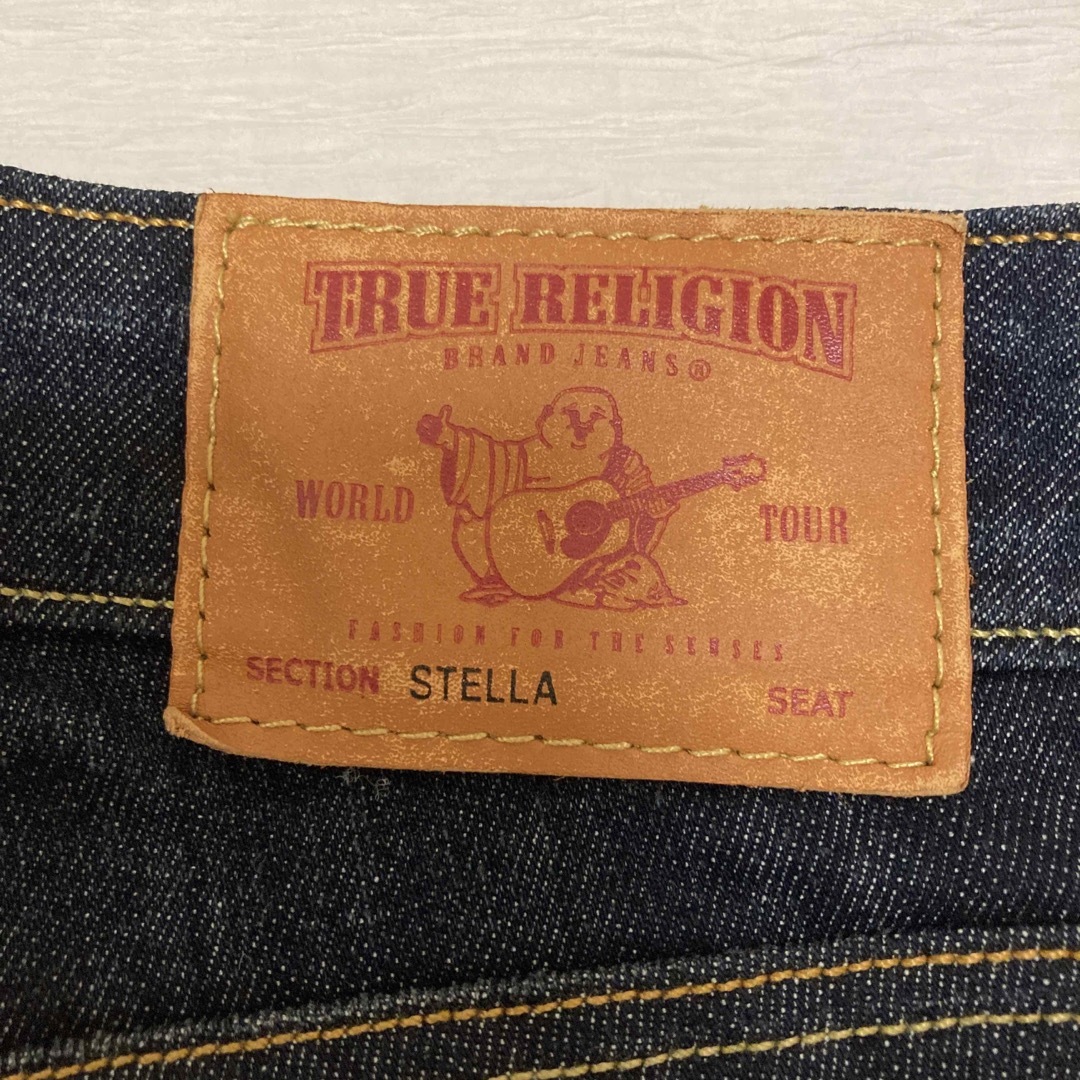 TRUE RELIGION
BRAND JEANS®
WORLD TOUR
FASHION FOR THE SENSES
SECTION STELLA SEAT